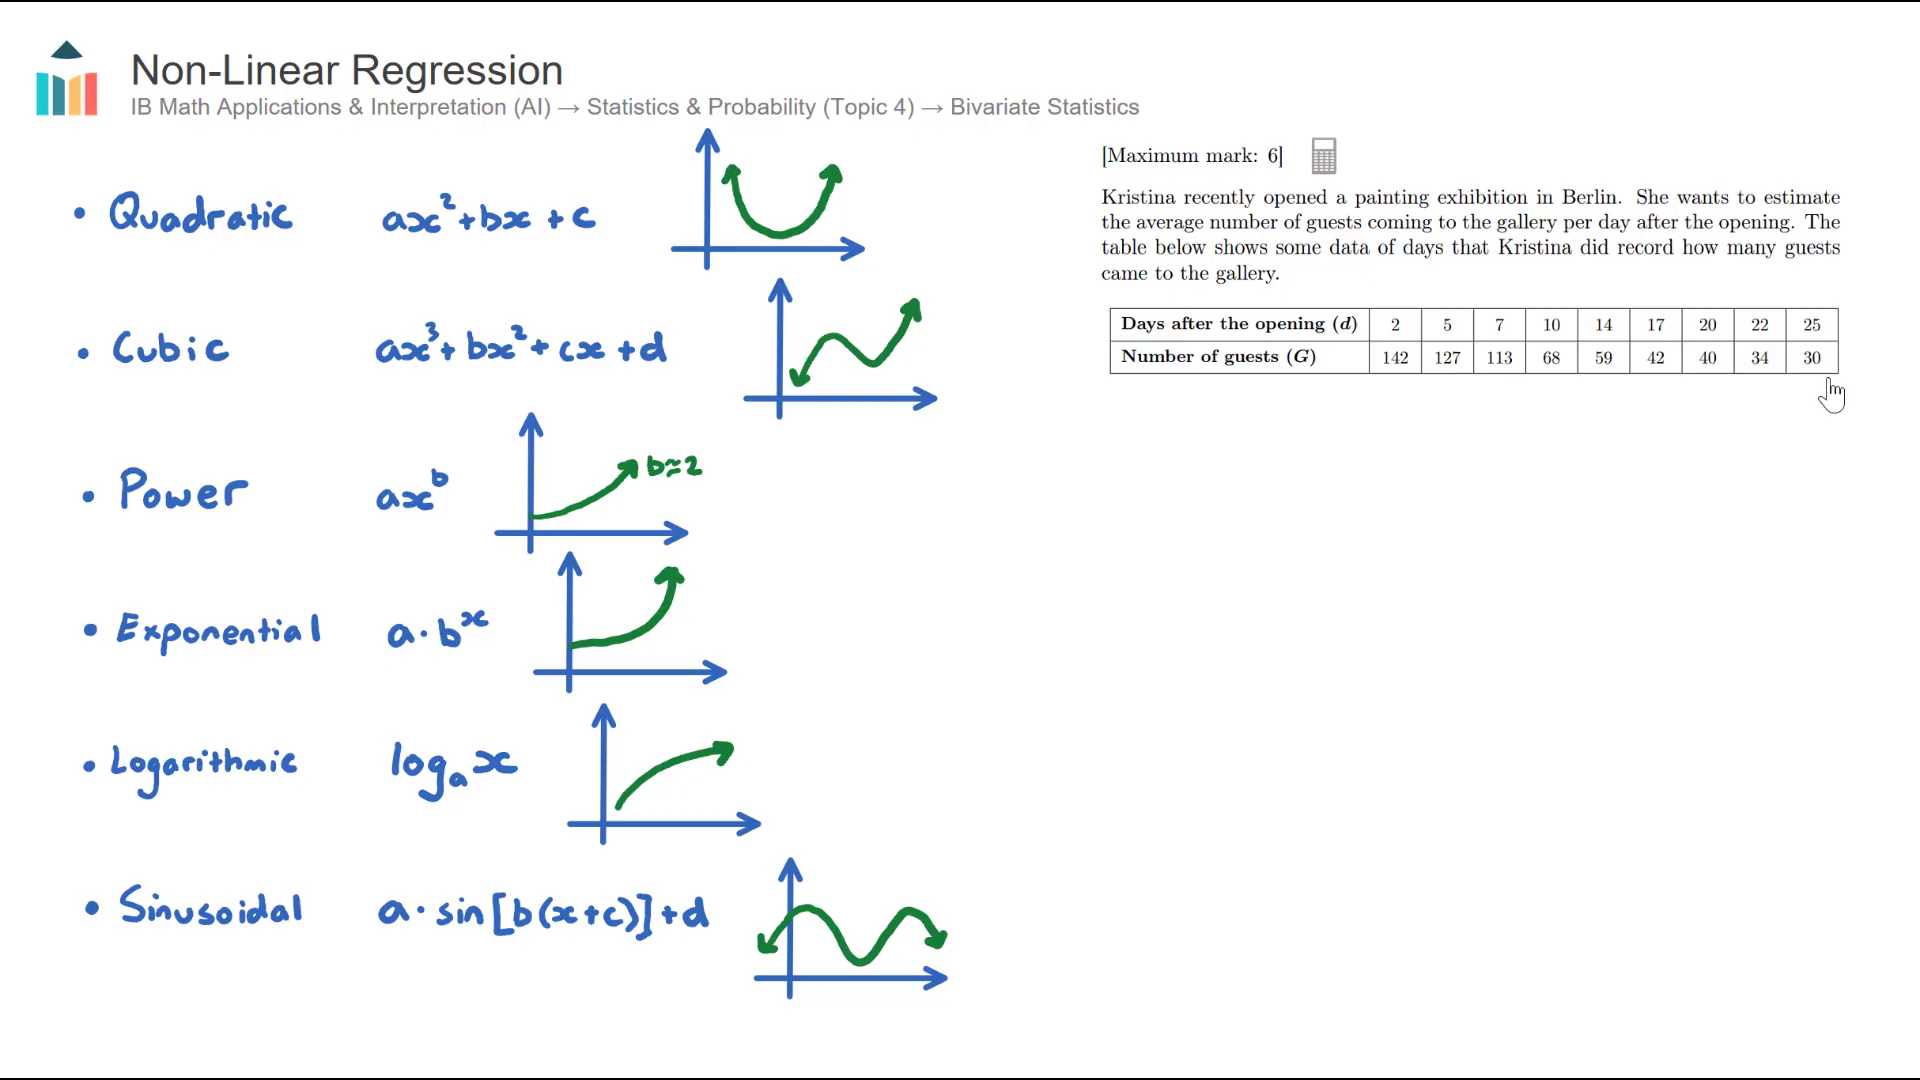 Non-Linear Regression
IB Math Applications & Interpretation (AI) → Statistics & Probability (Topic 4) → Bivariate Statistics
• Quadratic ax²+bx+c
• Cubic ax³+bx²+cx+d
• Power ax^b b≈2
• Exponential a·b^x
• Logarithmic logₐx
• Sinusoidal a·sin[b(x+c)]+d
[Maximum mark: 6]
Kristina recently opened a painting exhibition in Berlin. She wants to estimate
the average number of guests coming to the gallery per day after the opening. The
table below shows some data of days that Kristina did record how many guests
came to the gallery.
Days after the opening (d) 2 5 7 10 14 17 20 22 25
Number of guests (G) 142 127 113 68 59 42 40 34 30